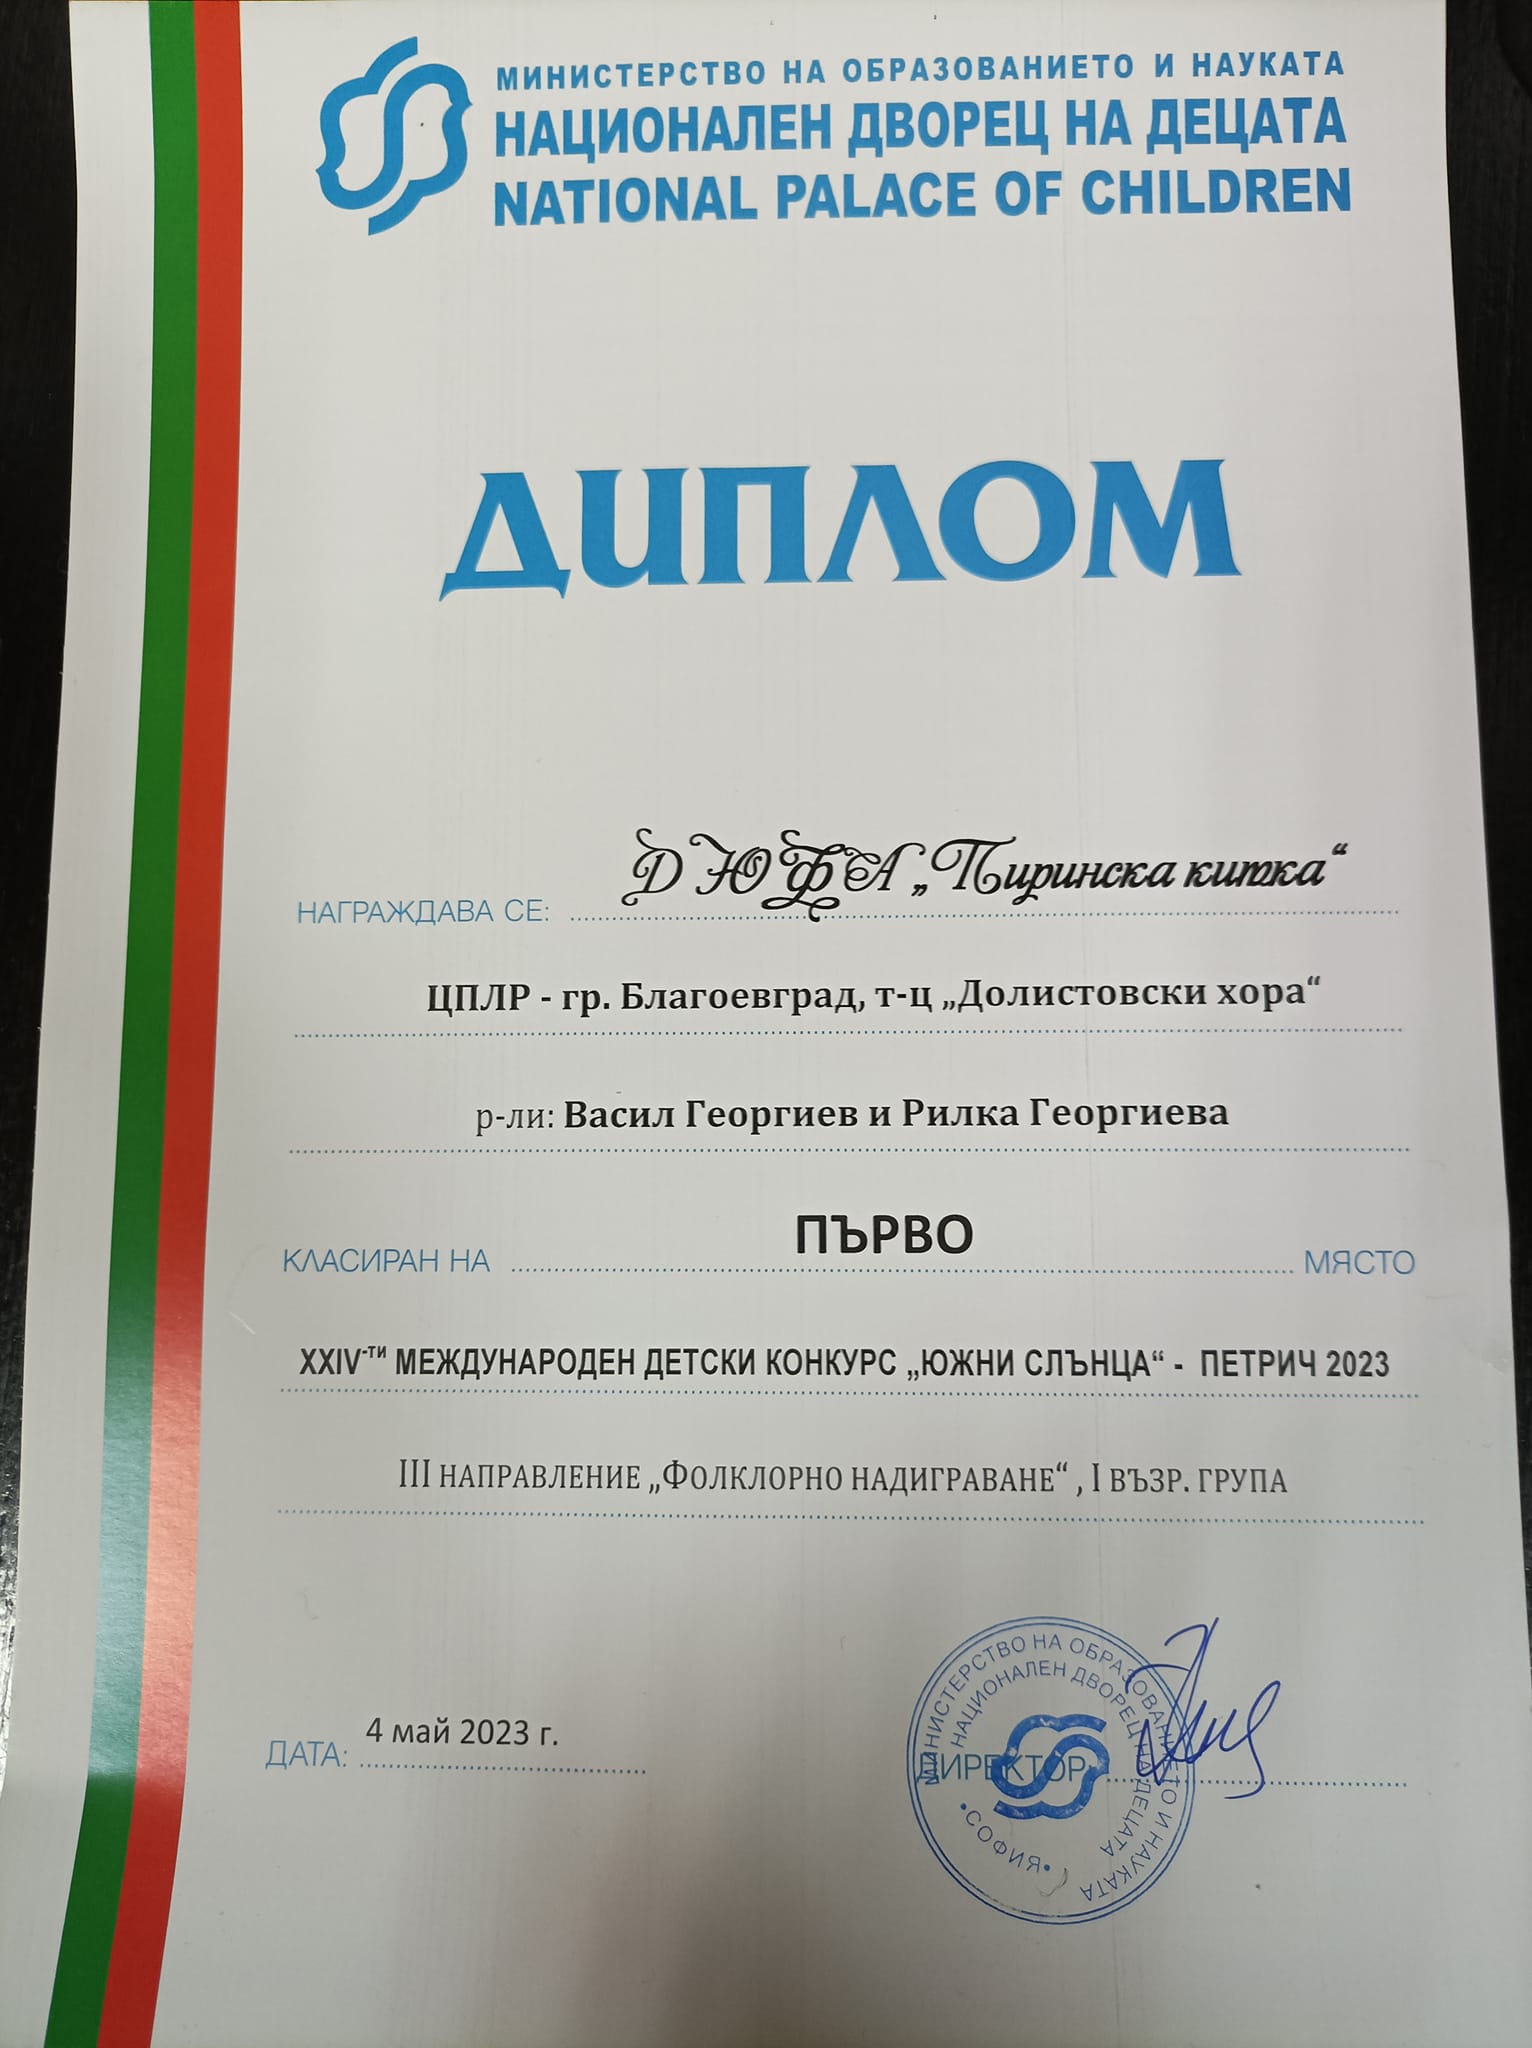 МИНИСТЕРСТВО НА ОБРАЗОВАНИЕТО И НАУКАТА
НАЦИОНАЛЕН ДВОРЕЦ НА ДЕЦАТА
NATIONAL PALACE OF CHILDREN
ДИПЛОМ
НАГРАЖДАВА СЕ: ДЮФА „Пиринска китка“
ЦПЛР - гр. Благоевград, т-ц „Долистовски хора“
р-ли: Васил Георгиев и Рилка Георгиева
КЛАСИРАН НА ПЪРВО МЯСТО
XXIV-ТИ МЕЖДУНАРОДЕН ДЕТСКИ КОНКУРС „ЮЖНИ СЛЪНЦА“ - ПЕТРИЧ 2023
III НАПРАВЛЕНИЕ „ФОЛКЛОРНО НАДИГРАВАНЕ“ , I ВЪЗР. ГРУПА
ДАТА: 4 май 2023 г.
ДИРЕКТОР:
МИНИСТЕРСТВО НА ОБРАЗОВАНИЕТО И НАУКАТА
НАЦИОНАЛЕН ДВОРЕЦ НА ДЕЦАТА
•СОФИЯ•